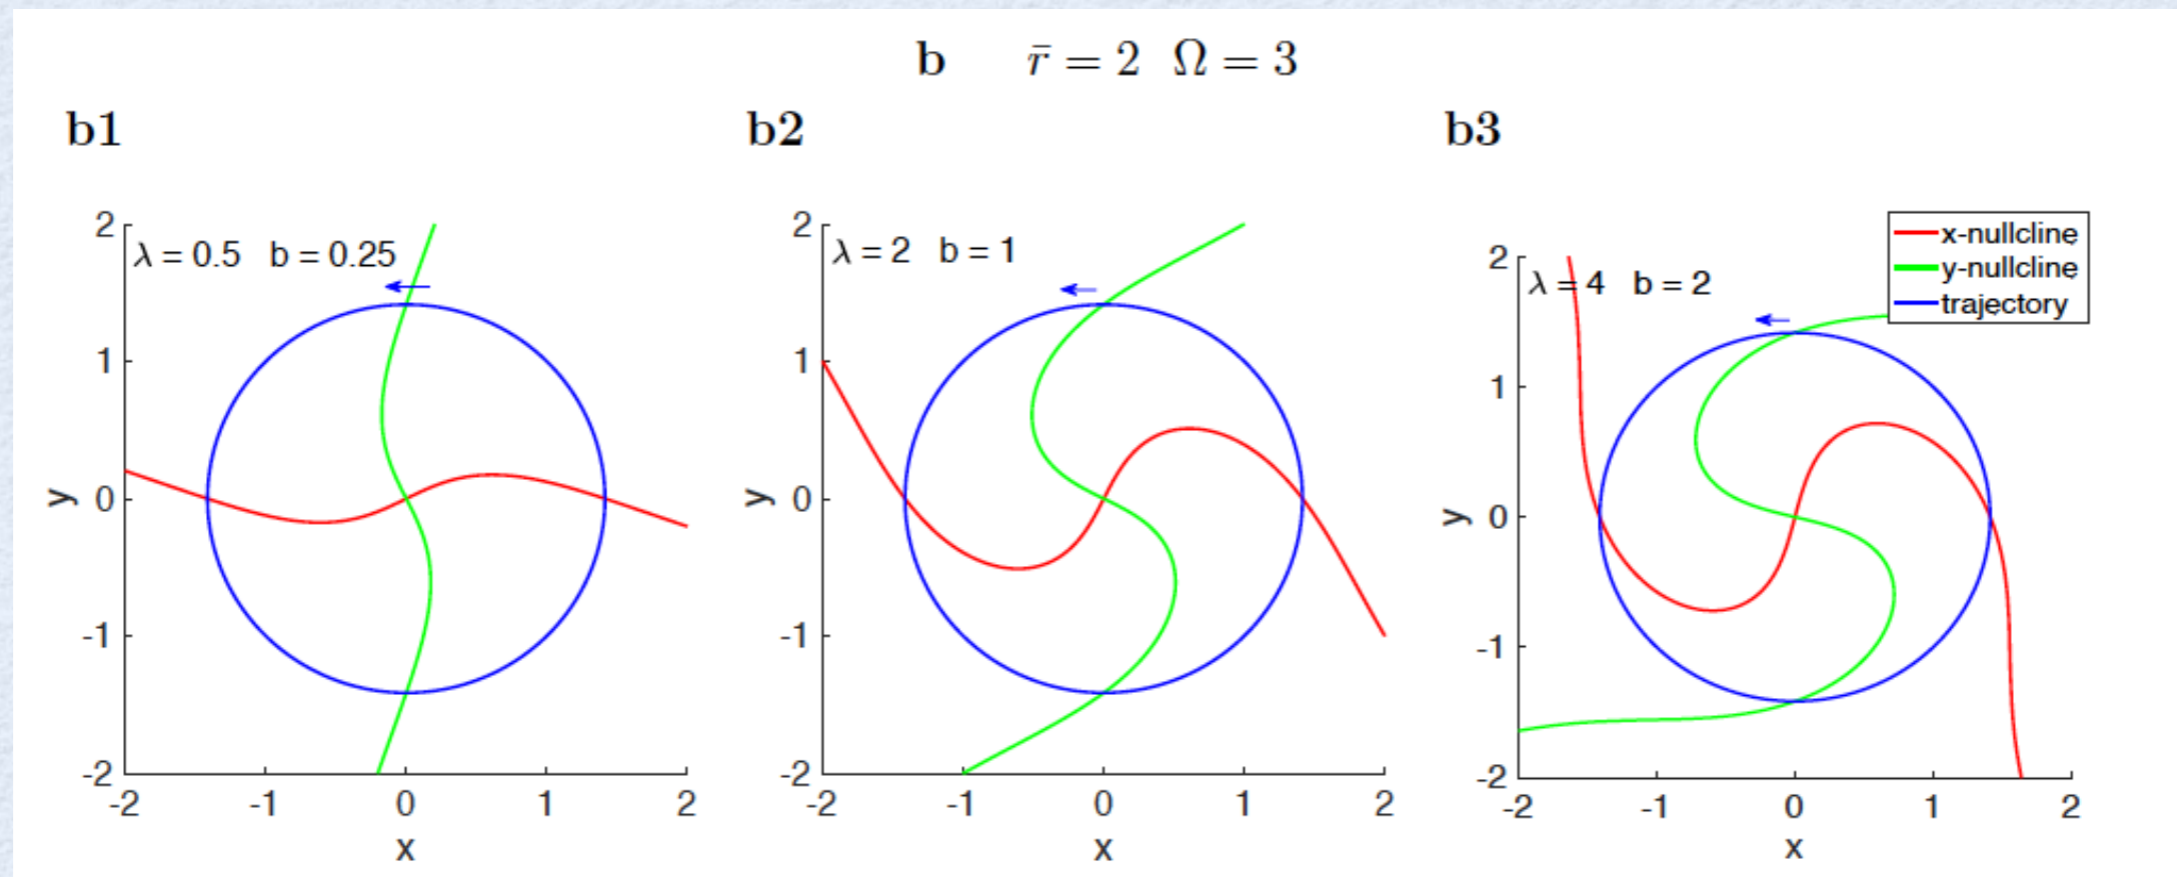 b r̄ = 2 Ω = 3
b1
b2
b3
λ = 0.5 b = 0.25
2
1
0
-1
-2
y
-2 -1 0 1 2
x
λ = 2 b = 1
2
1
0
-1
-2
y
-2 -1 0 1 2
x
λ = 4 b = 2
x-nullcline
y-nullcline
trajectory
2
1
0
-1
-2
y
-2 -1 0 1 2
x